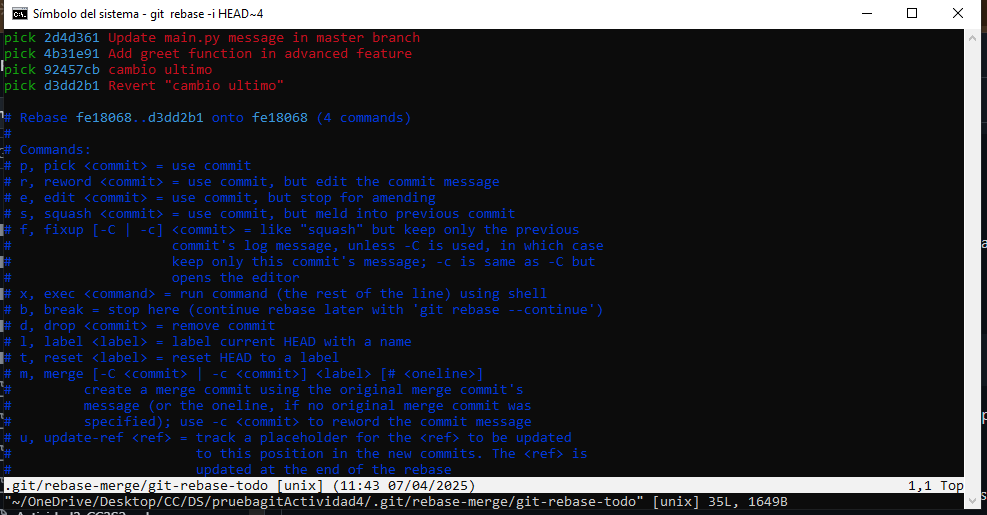 Símbolo del sistema - git rebase -i HEAD~4
pick 2d4d361 Update main.py message in master branch
pick 4b31e91 Add greet function in advanced feature
pick 92457cb cambio ultimo
pick d3dd2b1 Revert "cambio ultimo"
# Rebase fe18068..d3dd2b1 onto fe18068 (4 commands)
#
# Commands:
# p, pick <commit> = use commit
# r, reword <commit> = use commit, but edit the commit message
# e, edit <commit> = use commit, but stop for amending
# s, squash <commit> = use commit, but meld into previous commit
# f, fixup [-C | -c] <commit> = like "squash" but keep only the previous
#                    commit's log message, unless -C is used, in which case
#                    keep only this commit's message; -c is same as -C but
#                    opens the editor
# x, exec <command> = run command (the rest of the line) using shell
# b, break = stop here (continue rebase later with 'git rebase --continue')
# d, drop <commit> = remove commit
# l, label <label> = label current HEAD with a name
# t, reset <label> = reset HEAD to a label
# m, merge [-C <commit> | -c <commit>] <label> [# <oneline>]
#         create a merge commit using the original merge commit's
#         message (or the oneline, if no original merge commit was
#         specified); use -c <commit> to reword the commit message
# u, update-ref <ref> = track a placeholder for the <ref> to be updated
#                       to this position in the new commits. The <ref> is
#                       updated at the end of the rebase
.git/rebase-merge/git-rebase-todo [unix] (11:43 07/04/2025) 1,1 Top
"~/OneDrive/Desktop/CC/DS/pruebagitActividad4/.git/rebase-merge/git-rebase-todo" [unix] 35L, 1649B